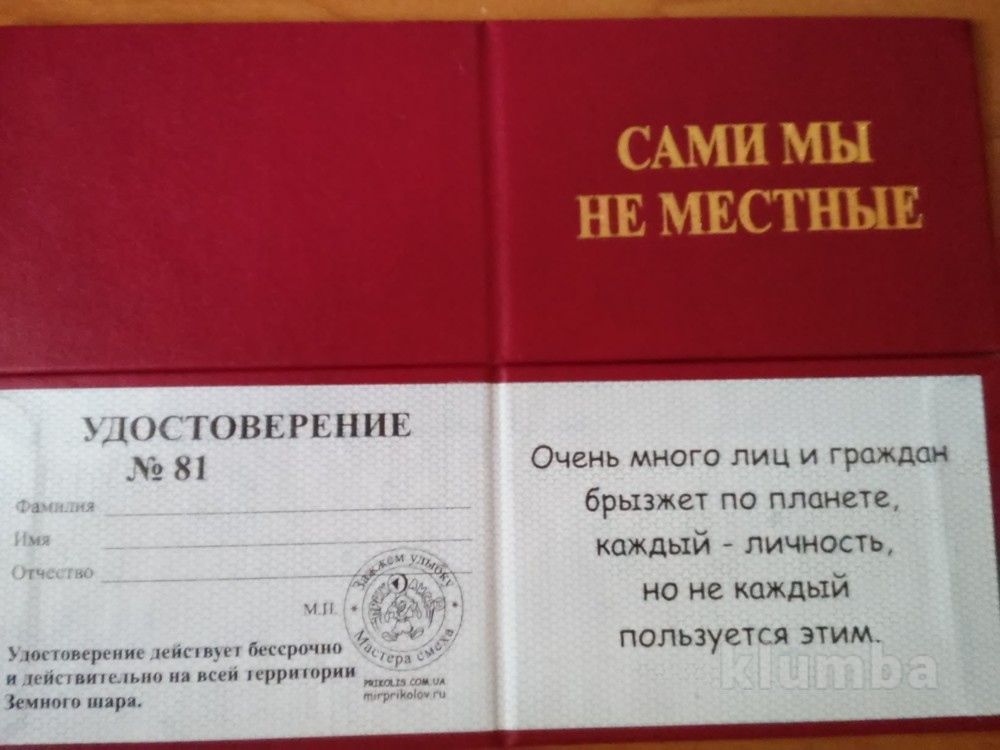 САМИ МЫ
НЕ МЕСТНЫЕ
УДОСТОВЕРЕНИЕ
№ 81
Фамилия
Имя
Отчество
М.П.
Зажжем улыбку
Мастера смеха
PRIKOLIS.COM.UA
mirprikolov.ru
Удостоверение действует бессрочно
и действительно на всей территории
Земного шара.
Очень много лиц и граждан
брызжет по планете,
каждый - личность,
но не каждый
пользуется этим.
klumba